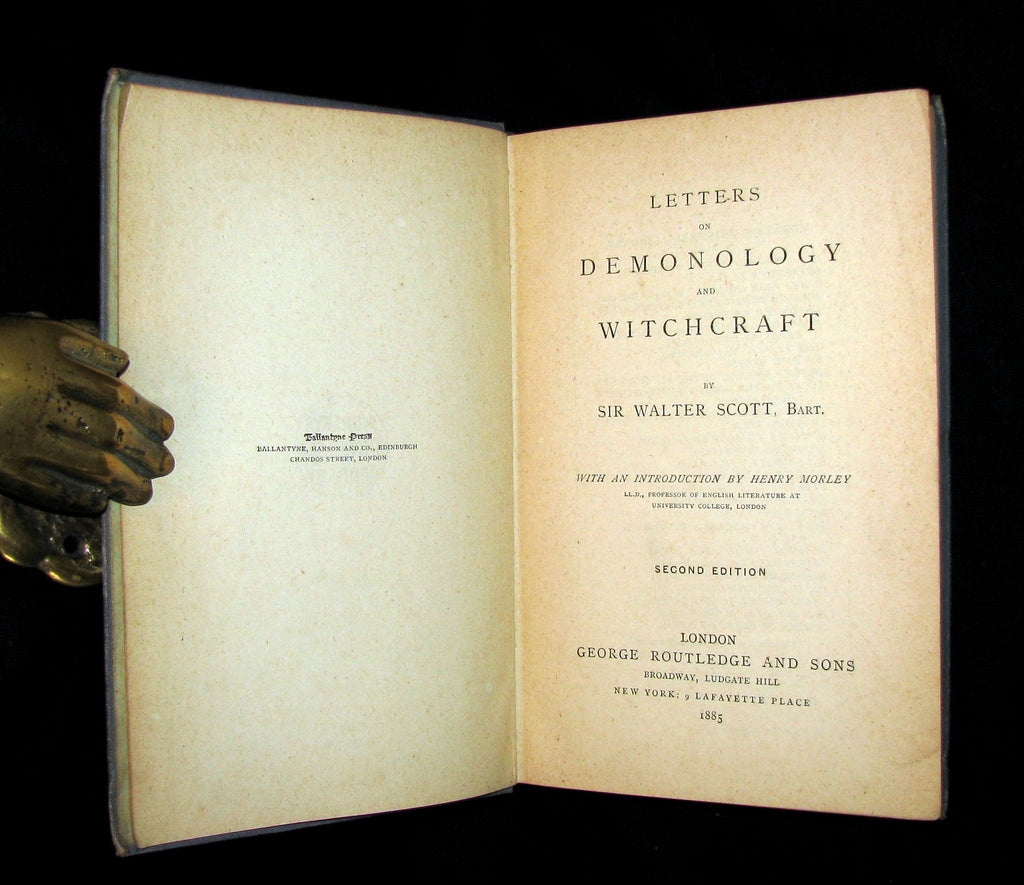 Ballantyne Press
BALLANTYNE, HANSON AND CO., EDINBURGH
CHANDOS STREET, LONDON
LETTERS
ON
DEMONOLOGY
AND
WITCHCRAFT
BY
SIR WALTER SCOTT, BART.
WITH AN INTRODUCTION BY HENRY MORLEY
LL.D., PROFESSOR OF ENGLISH LITERATURE AT
UNIVERSITY COLLEGE, LONDON
SECOND EDITION
LONDON
GEORGE ROUTLEDGE AND SONS
BROADWAY, LUDGATE HILL
NEW YORK: 9 LAFAYETTE PLACE
1885